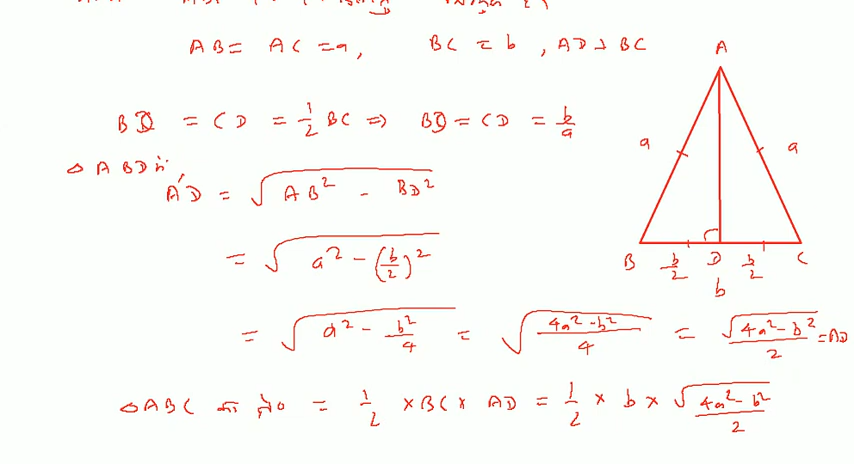 AB = AC = a, BC = b, AD ⊥ BC
BD = CD = 1/2 BC ⇒ BD = CD = b/a
△ABD में
AD = √(AB² - BD²)
= √(a² - (b/2)²)
= √(a² - b²/4) = √((4a² - b²)/4) = √(4a² - b²)/2 = AD
△ABC का क्षे० = 1/2 × BC × AD = 1/2 × b × √(4a² - b²)/2
A
a a
B b/2 D b/2 C
b